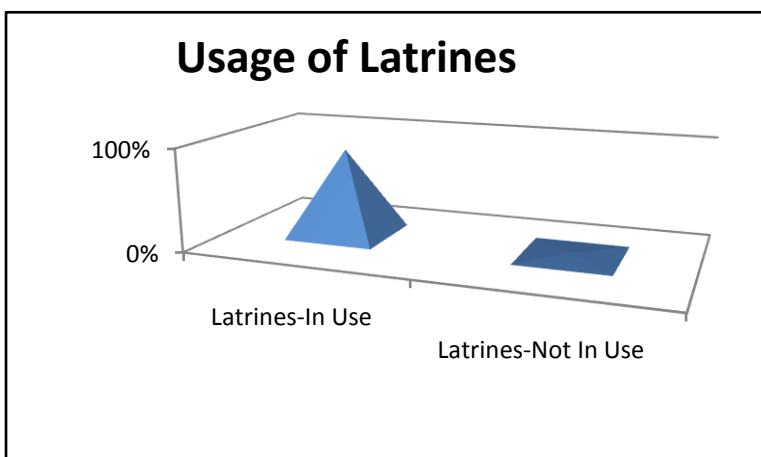 Usage of Latrines
100%
0%
Latrines-In Use
Latrines-Not In Use